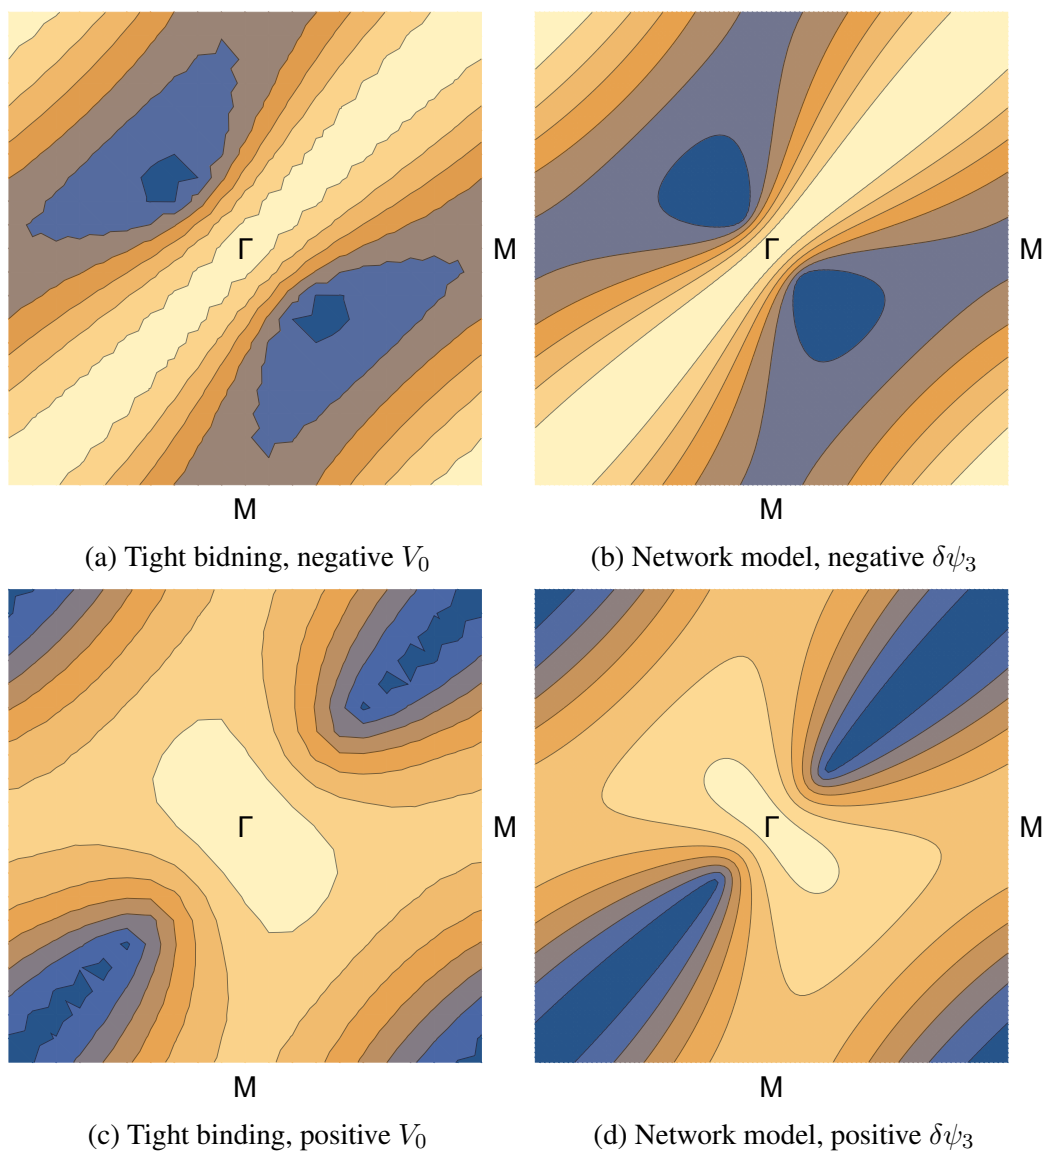 Γ
M
Γ
M
M
M
(a) Tight bidning, negative V₀
(b) Network model, negative δψ₃
Γ
M
Γ
M
M
M
(c) Tight binding, positive V₀
(d) Network model, positive δψ₃